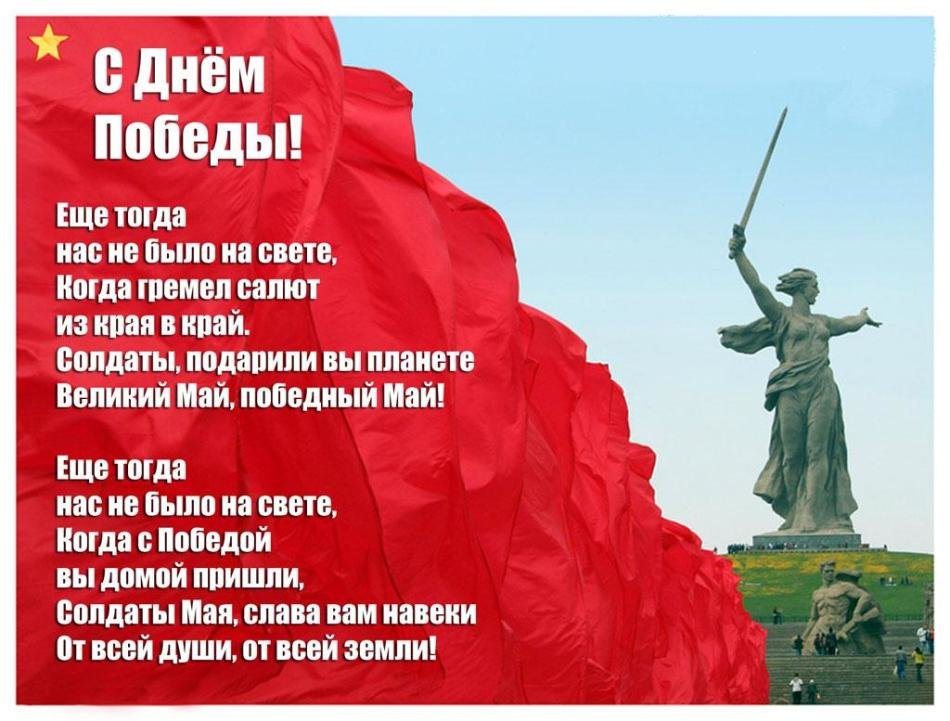 С Днём
Победы!
Еще тогда
нас не было на свете,
Когда гремел салют
из края в край.
Солдаты, подарили вы планете
Великий Май, победный Май!
Еще тогда
нас не было на свете,
Когда с Победой
вы домой пришли,
Солдаты Мая, слава вам навеки
От всей души, от всей земли!